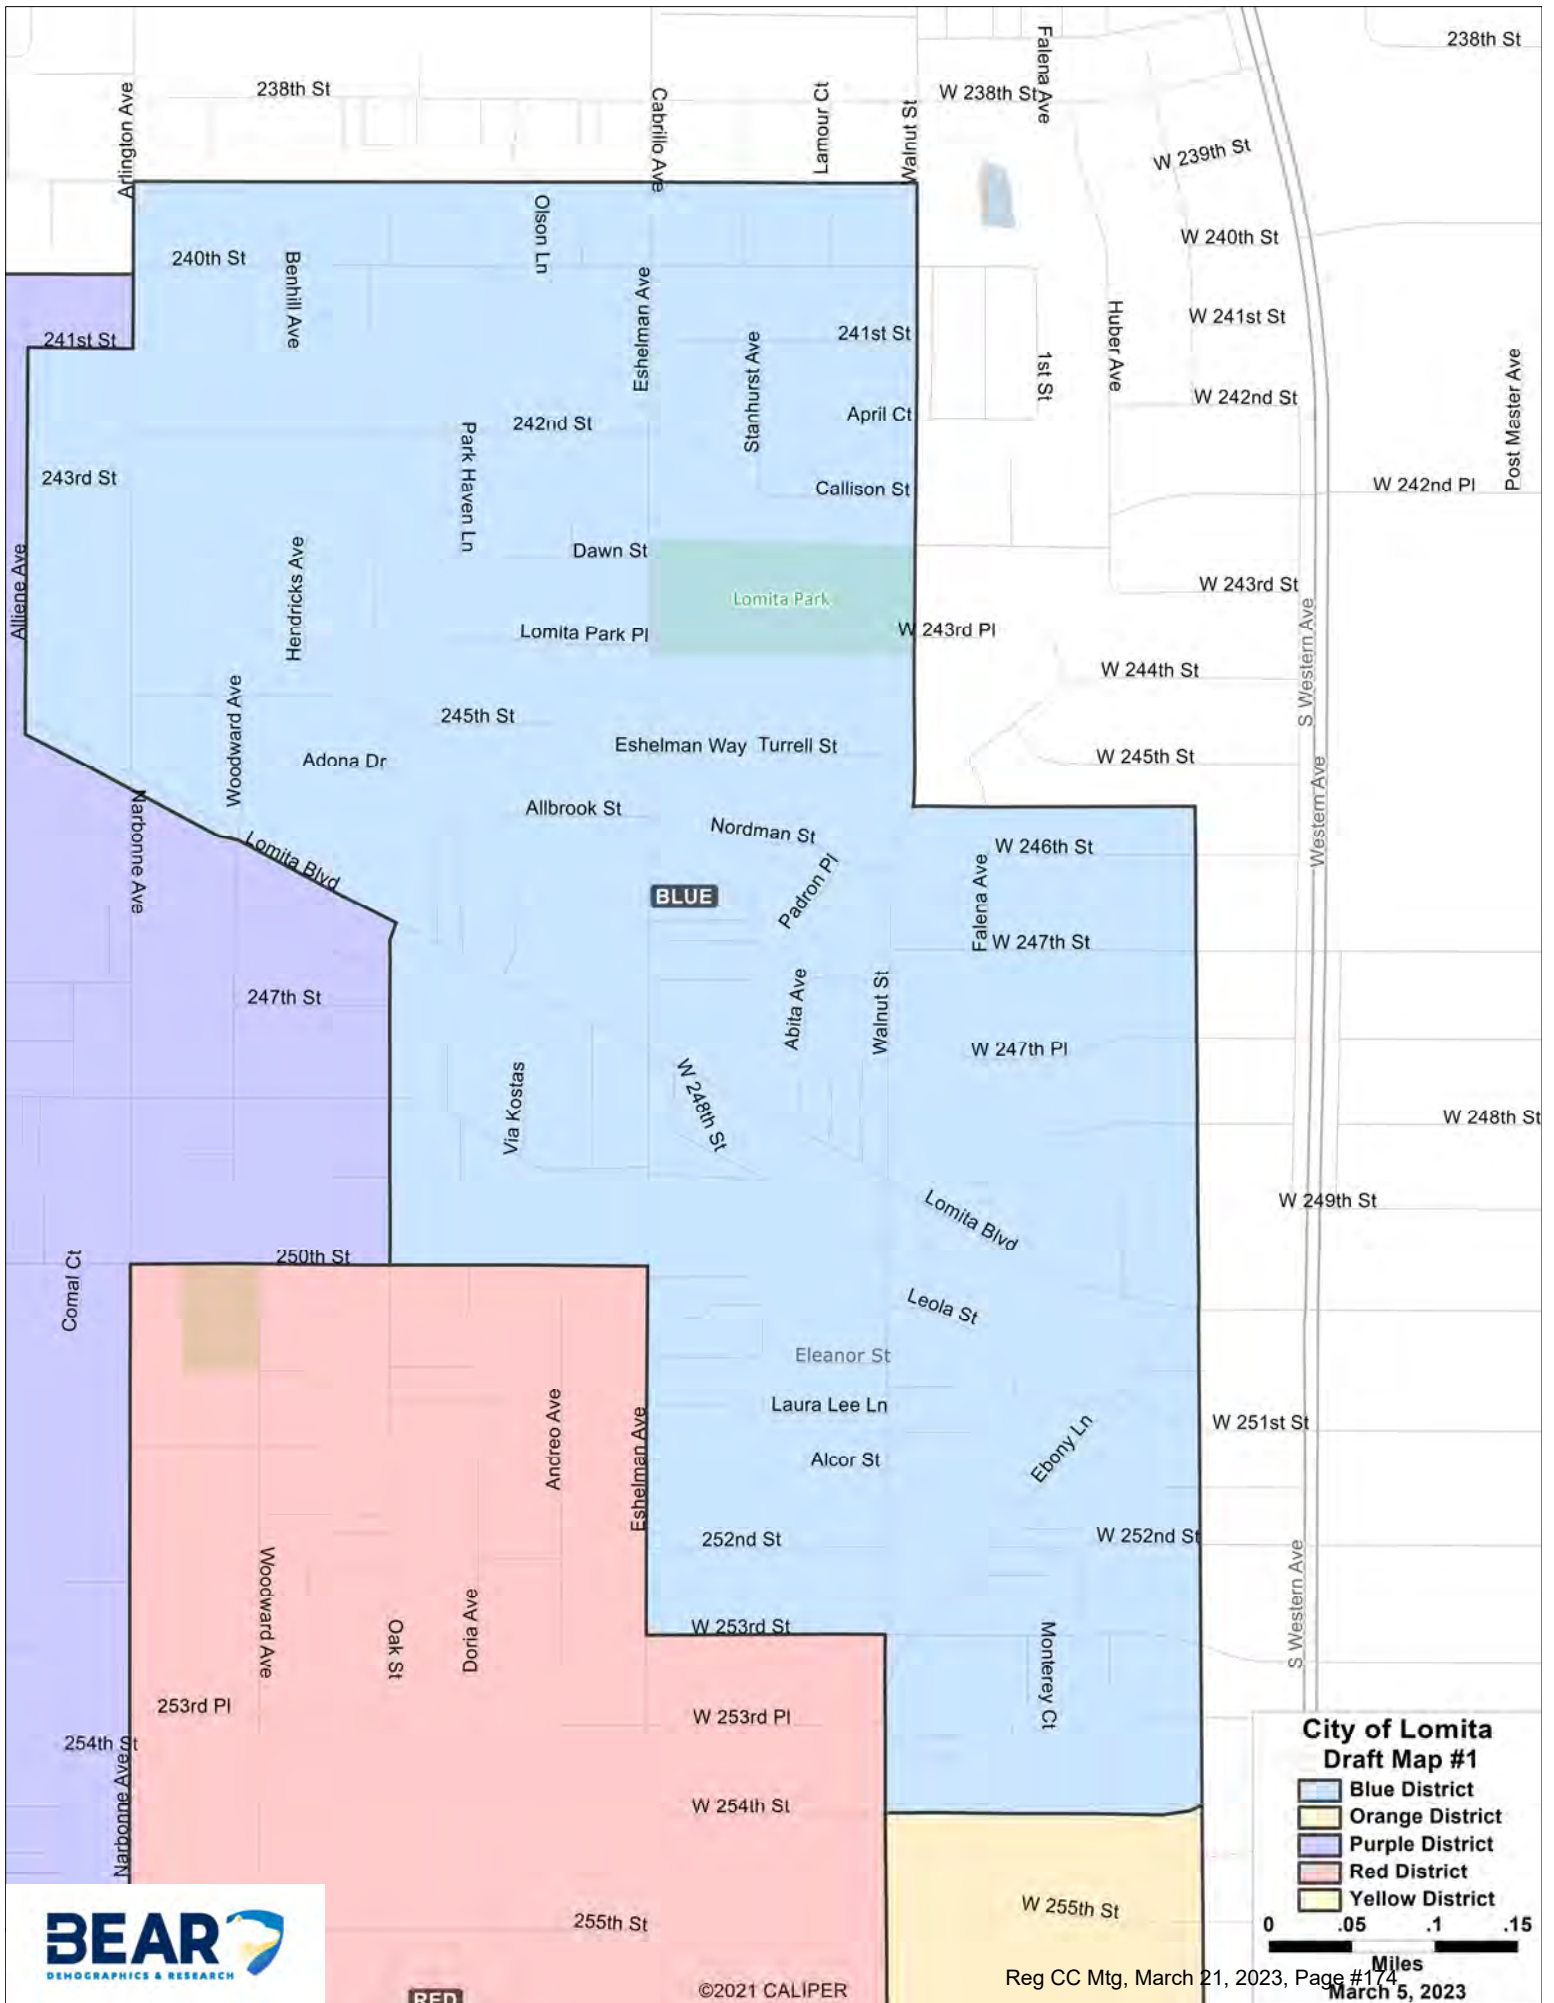 238th St
Falena Ave
238th St
Arlington Ave
Cabrillo Ave
Lamour Ct
Walnut St
W 238th St
W 239th St
Olson Ln
240th St
Benhill Ave
W 240th St
Eshelman Ave
241st St
Stanhurst Ave
241st St
1st St
Huber Ave
W 241st St
Post Master Ave
242nd St
April Ct
W 242nd St
Park Haven Ln
243rd St
Callison St
W 242nd Pl
Alliene Ave
Hendricks Ave
Dawn St
Lomita Park
W 243rd St
Lomita Park Pl
W 243rd Pl
S Western Ave
W 244th St
Woodward Ave
245th St
Adona Dr
Eshelman Way
Turrell St
W 245th St
Narbonne Ave
Allbrook St
Nordman St
Western Ave
Lomita Blvd
W 246th St
BLUE
Padron Pl
Falena Ave
W 247th St
247th St
Abita Ave
Walnut St
W 247th Pl
Via Kostas
W 248th St
W 248th St
Lomita Blvd
W 249th St
250th St
Comal Ct
Leola St
Eleanor St
Laura Lee Ln
Andreo Ave
Eshelman Ave
W 251st St
Alcor St
Ebony Ln
252nd St
W 252nd St
S Western Ave
Woodward Ave
Oak St
Doria Ave
W 253rd St
Monterey Ct
253rd Pl
W 253rd Pl
254th St
Narbonne Ave
W 254th St
255th St
W 255th St
RED
City of Lomita
Draft Map #1
Blue District
Orange District
Purple District
Red District
Yellow District
0 .05 .1 .15
Miles
March 5, 2023
BEAR
DEMOGRAPHICS & RESEARCH
©2021 CALIPER
Reg CC Mtg, March 21, 2023, Page #174